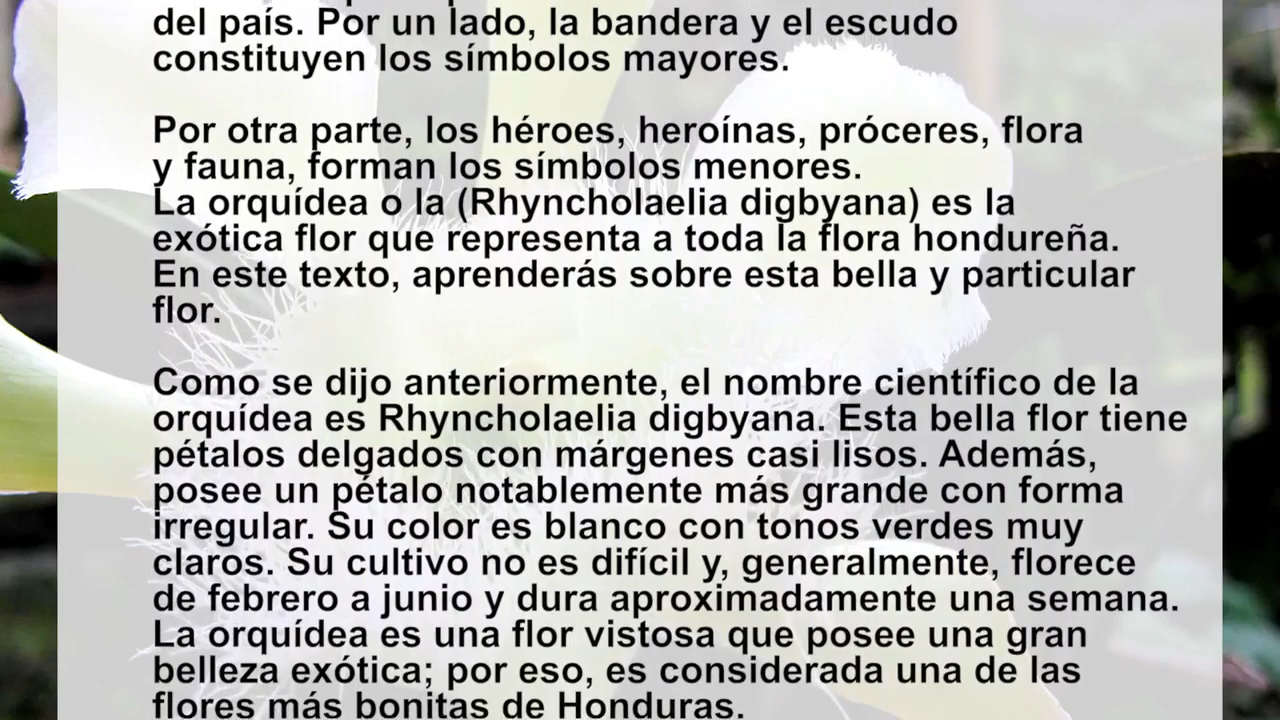 del país. Por un lado, la bandera y el escudo
constituyen los símbolos mayores.
Por otra parte, los héroes, heroínas, próceres, flora
y fauna, forman los símbolos menores.
La orquídea o la (Rhyncholaelia digbyana) es la
exótica flor que representa a toda la flora hondureña.
En este texto, aprenderás sobre esta bella y particular
flor.
Como se dijo anteriormente, el nombre científico de la
orquídea es Rhyncholaelia digbyana. Esta bella flor tiene
pétalos delgados con márgenes casi lisos. Además,
posee un pétalo notablemente más grande con forma
irregular. Su color es blanco con tonos verdes muy
claros. Su cultivo no es difícil y, generalmente, florece
de febrero a junio y dura aproximadamente una semana.
La orquídea es una flor vistosa que posee una gran
belleza exótica; por eso, es considerada una de las
flores más bonitas de Honduras.